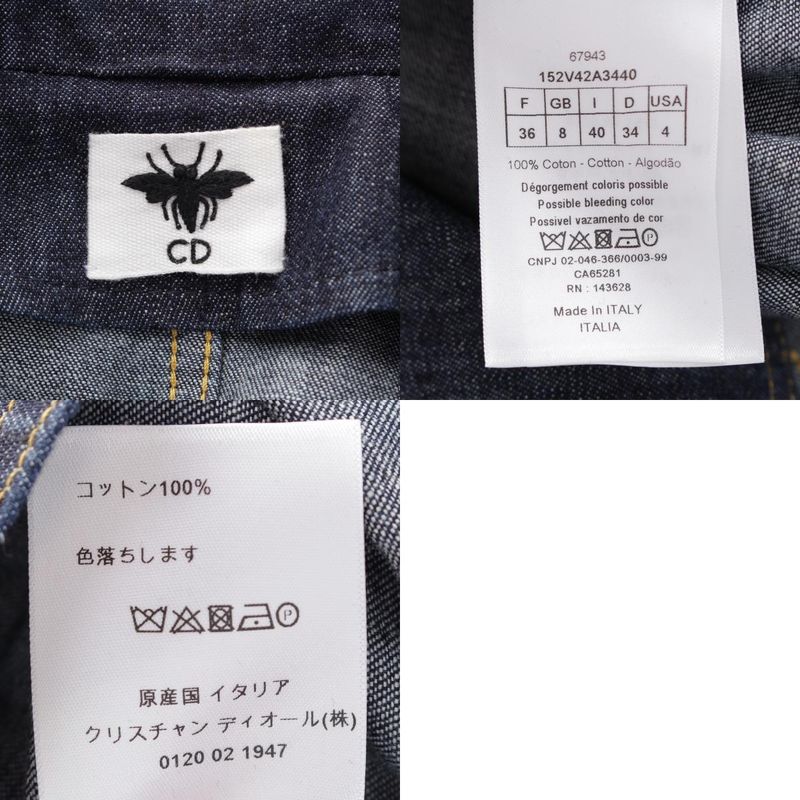 CD
67943
152V42A3440
F GB I D USA
36 8 40 34 4
100% Coton - Cotton - Algodão
Dégorgement coloris possible
Possible bleeding color
Possivel vazamento de cor
P
CNPJ 02-046-366/0003-99
CA65281
RN : 143628
Made In ITALY
ITALIA
コットン100%
色落ちします
P
原産国 イタリア
クリスチャン ディオール(株)
0120 02 1947